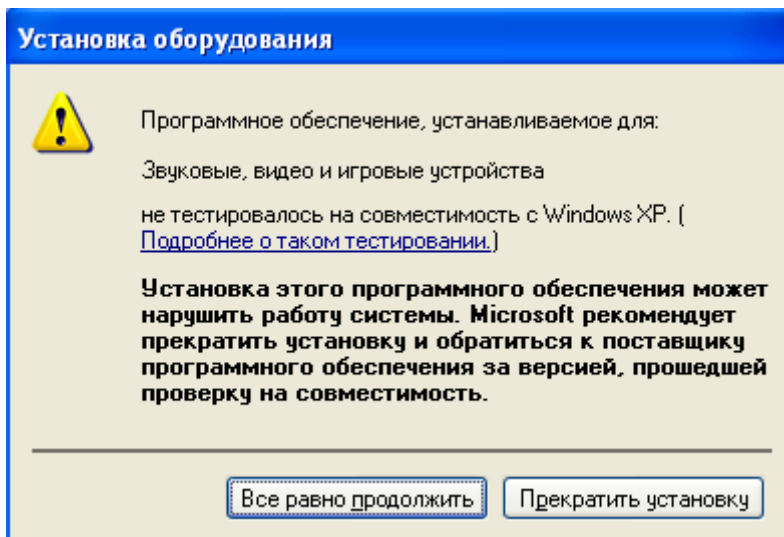 Установка оборудования
Программное обеспечение, устанавливаемое для:
Звуковые, видео и игровые устройства
не тестировалось на совместимость с Windows XP. (
Подробнее о таком тестировании.)
Установка этого программного обеспечения может
нарушить работу системы. Microsoft рекомендует
прекратить установку и обратиться к поставщику
программного обеспечения за версией, прошедшей
проверку на совместимость.
Все равно продолжить
Прекратить установку